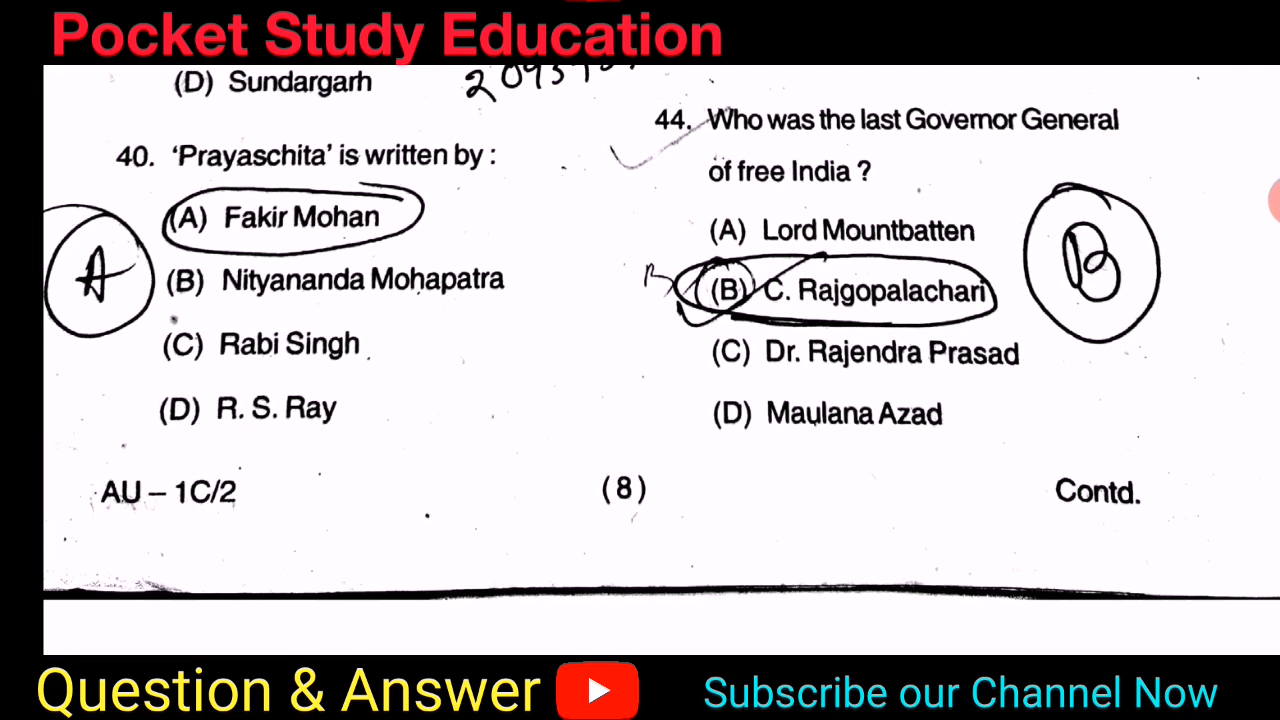 Pocket Study Education
(D) Sundargarh
40. 'Prayaschita' is written by :
(A) Fakir Mohan
(B) Nityananda Mohapatra
(C) Rabi Singh
(D) R. S. Ray
A
AU – 1C/2
(8)
44. Who was the last Governor General
of free India ?
(A) Lord Mountbatten
B
(B) C. Rajgopalachari
(C) Dr. Rajendra Prasad
(D) Maulana Azad
B
Contd.
Question & Answer
Subscribe our Channel Now